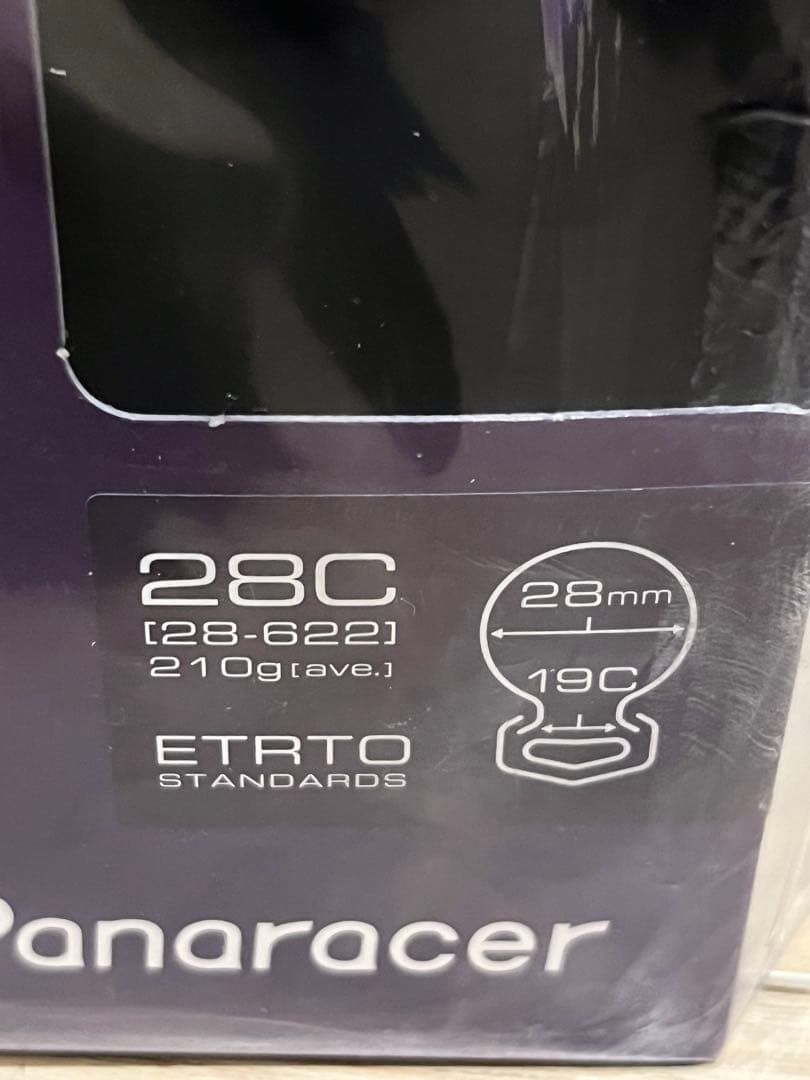 28C
[28-622]
210g[ave.]
ETRTO
STANDARDS
28mm
19C
Panaracer